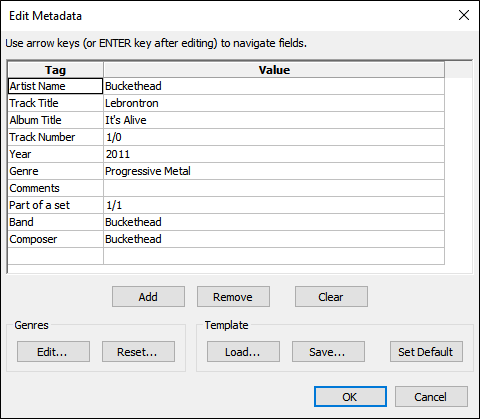 Edit Metadata
Use arrow keys (or ENTER key after editing) to navigate fields.
Tag Value
Artist Name Buckethead
Track Title Lebrontron
Album Title It's Alive
Track Number 1/0
Year 2011
Genre Progressive Metal
Comments
Part of a set 1/1
Band Buckethead
Composer Buckethead
Add Remove Clear
Genres Template
Edit... Reset... Load... Save... Set Default
OK Cancel